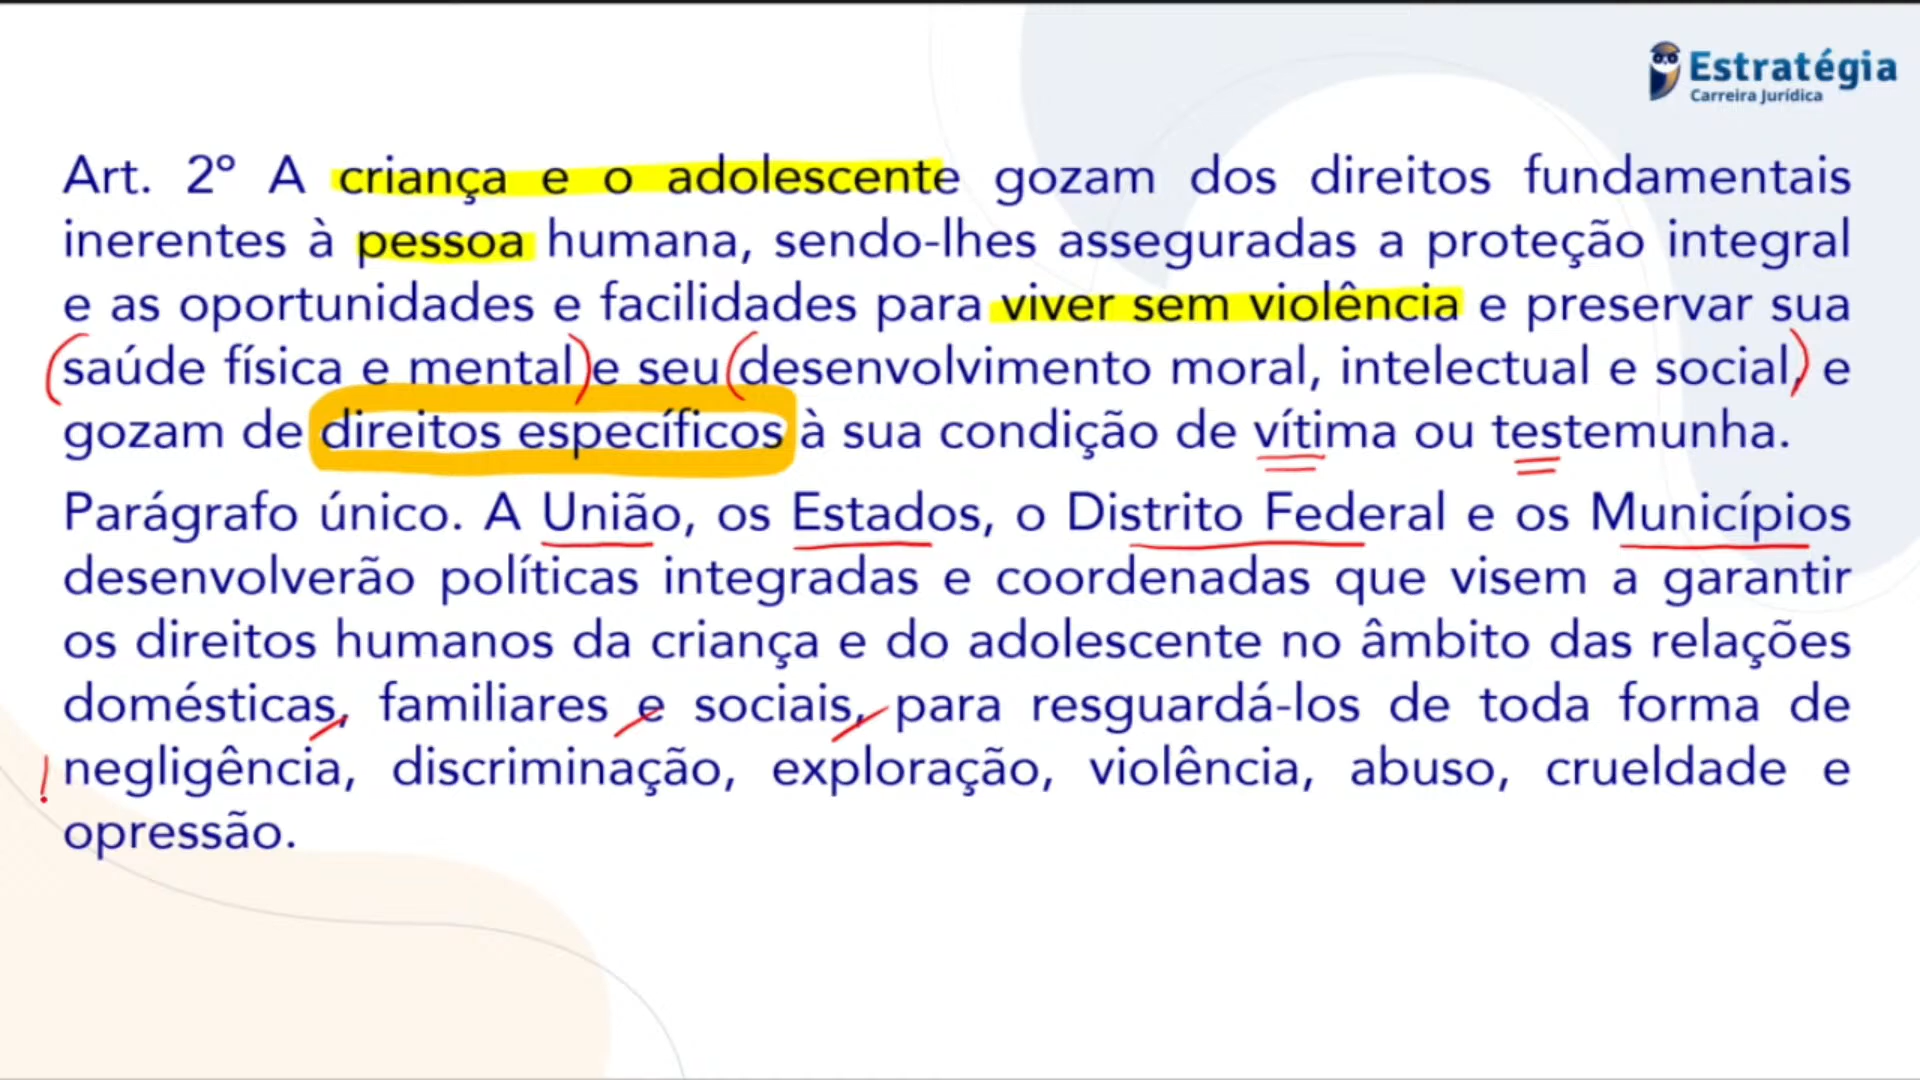 Estratégia
Carreira Jurídica
Art. 2º A criança e o adolescente gozam dos direitos fundamentais
inerentes à pessoa humana, sendo-lhes asseguradas a proteção integral
e as oportunidades e facilidades para viver sem violência e preservar sua
(saúde física e mental) e seu (desenvolvimento moral, intelectual e social,) e
gozam de direitos específicos à sua condição de vítima ou testemunha.
Parágrafo único. A União, os Estados, o Distrito Federal e os Municípios
desenvolverão políticas integradas e coordenadas que visem a garantir
os direitos humanos da criança e do adolescente no âmbito das relações
domésticas, familiares e sociais, para resguardá-los de toda forma de
! negligência, discriminação, exploração, violência, abuso, crueldade e
opressão.